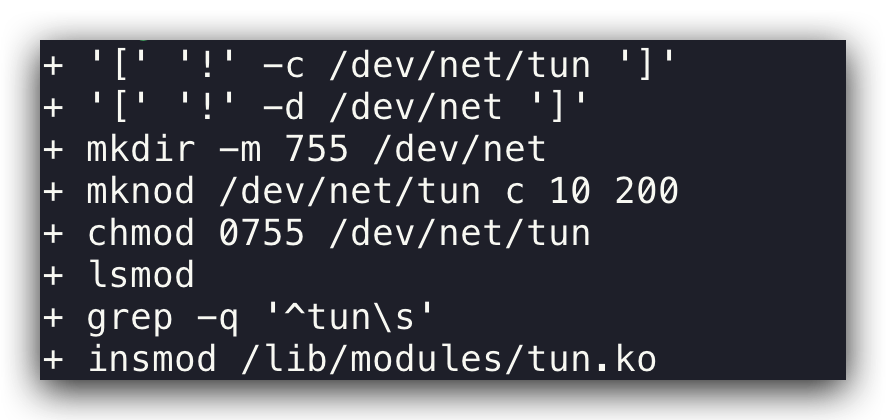 + '[' '!' -c /dev/net/tun ']'
+ '[' '!' -d /dev/net ']'
+ mkdir -m 755 /dev/net
+ mknod /dev/net/tun c 10 200
+ chmod 0755 /dev/net/tun
+ lsmod
+ grep -q '^tun\s'
+ insmod /lib/modules/tun.ko